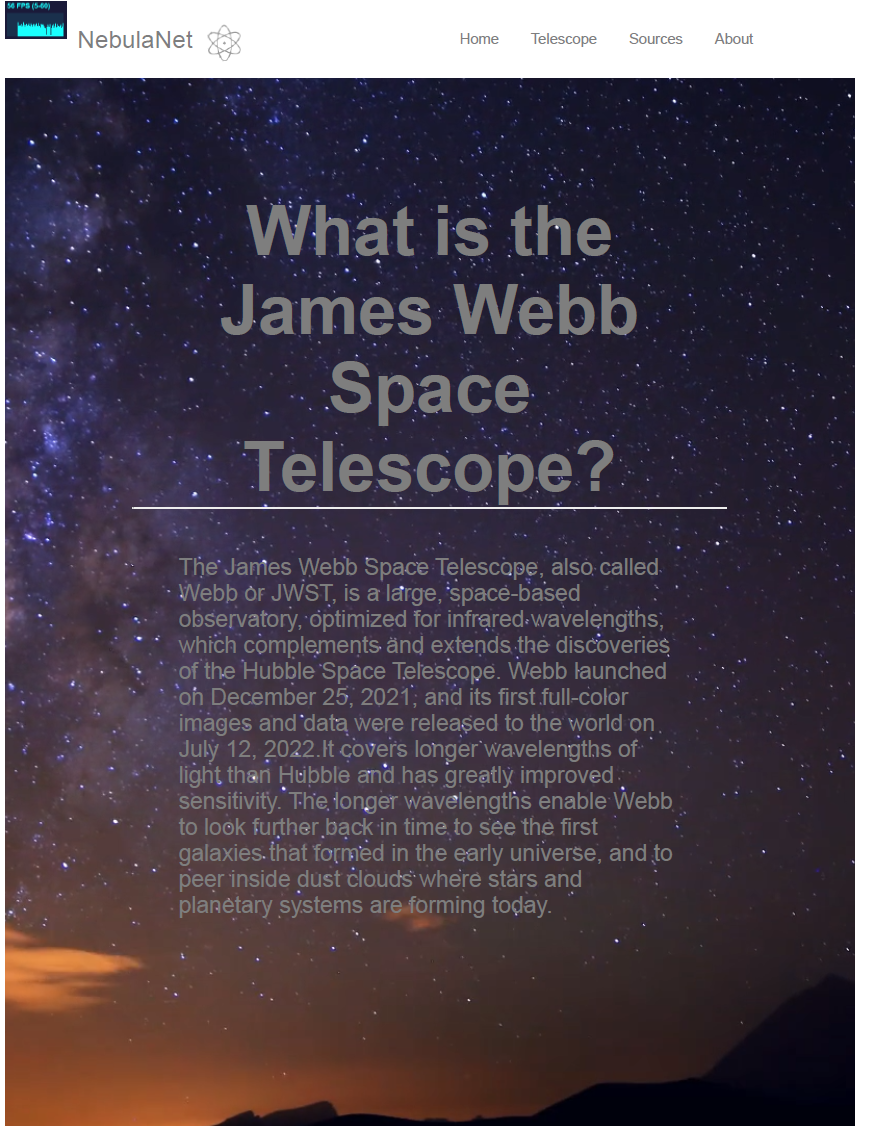 56 FPS (5-60)
NebulaNet
Home Telescope Sources About
What is the
James Webb
Space
Telescope?
The James Webb Space Telescope, also called
Webb or JWST, is a large, space-based
observatory, optimized for infrared wavelengths,
which complements and extends the discoveries
of the Hubble Space Telescope. Webb launched
on December 25, 2021, and its first full-color
images and data were released to the world on
July 12, 2022.It covers longer wavelengths of
light than Hubble and has greatly improved
sensitivity. The longer wavelengths enable Webb
to look further back in time to see the first
galaxies that formed in the early universe, and to
peer inside dust clouds where stars and
planetary systems are forming today.